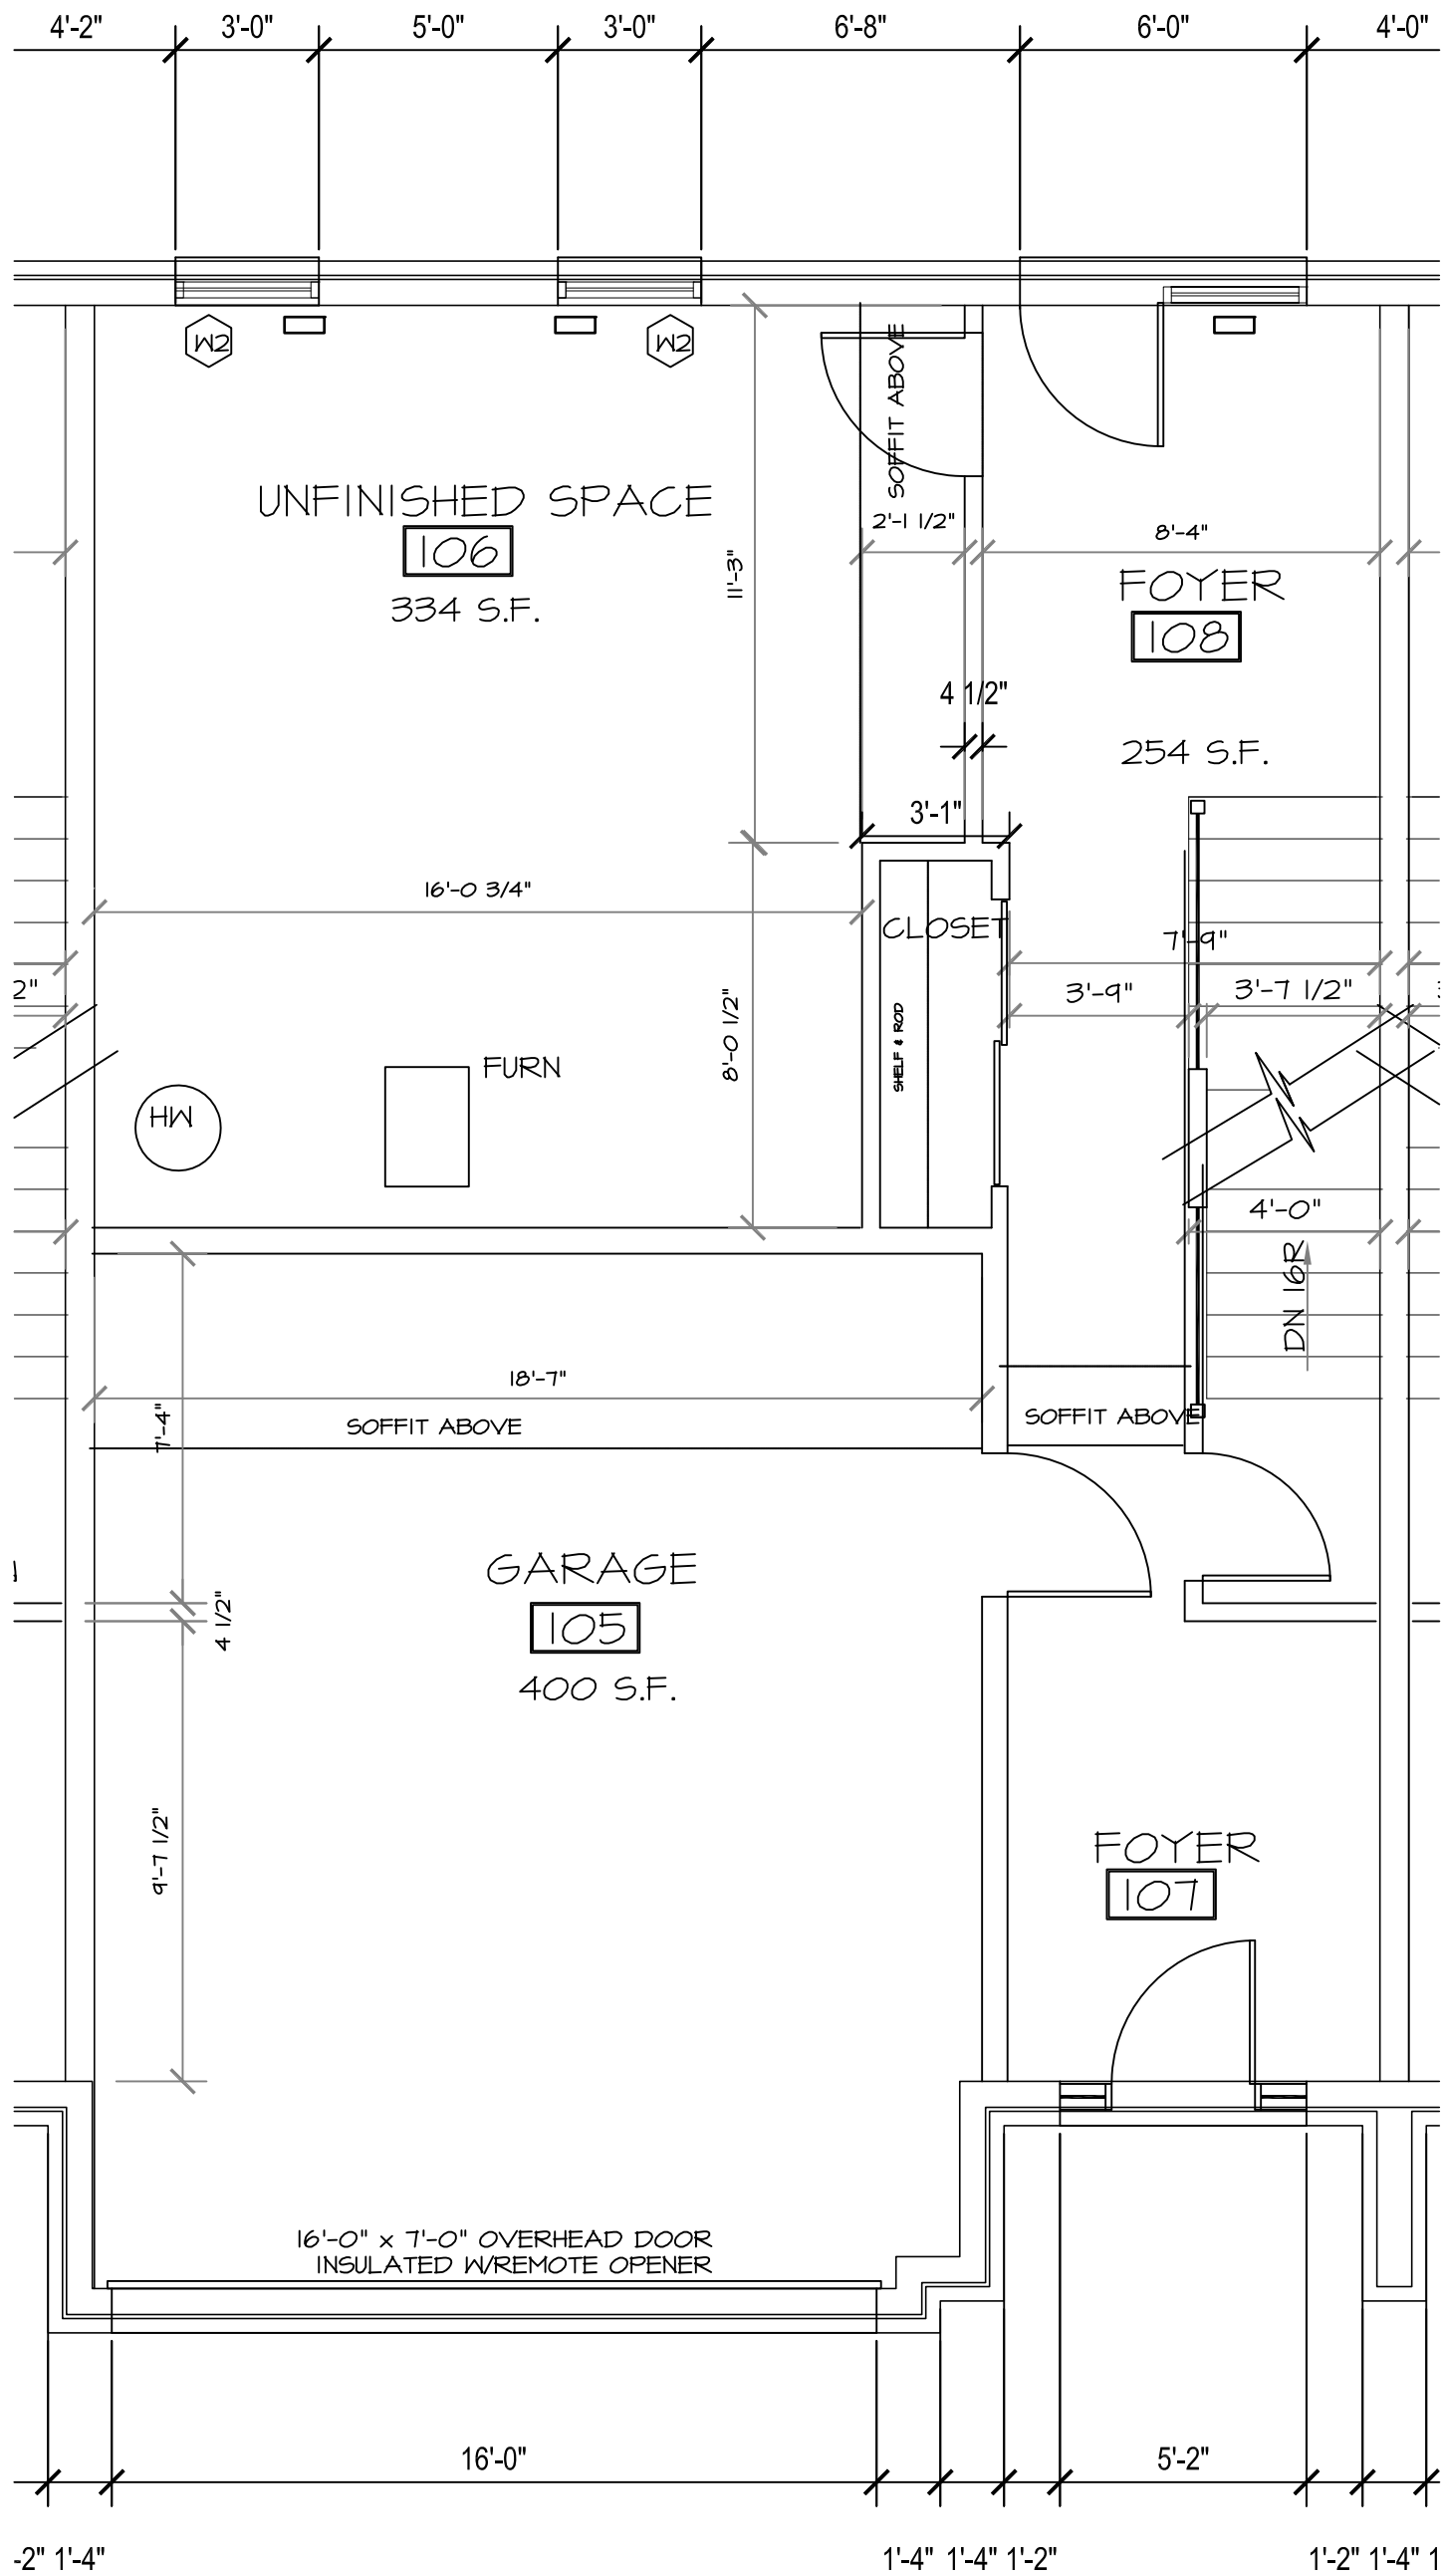 4'-2" 3'-0" 5'-0" 3'-0" 6'-8" 6'-0" 4'-0"
W2
W2
SOFFIT ABOVE
UNFINISHED SPACE
106
334 S.F.
2'-1 1/2"
8'-4"
11'-3"
FOYER
108
4 1/2"
254 S.F.
3'-1"
16'-0 3/4"
CLOSET
7'-9"
2"
3'-9"
3'-7 1/2"
8'-0 1/2"
SHELF & ROD
FURN
HW
4'-0"
DN 16R
18'-7"
7'-4"
SOFFIT ABOVE
SOFFIT ABOVE
GARAGE
105
4 1/2"
400 S.F.
9'-7 1/2"
FOYER
107
16'-0" x 7'-0" OVERHEAD DOOR
INSULATED W/REMOTE OPENER
16'-0"
5'-2"
-2" 1'-4" 1'-4" 1'-4" 1'-2" 1'-2" 1'-4" 1